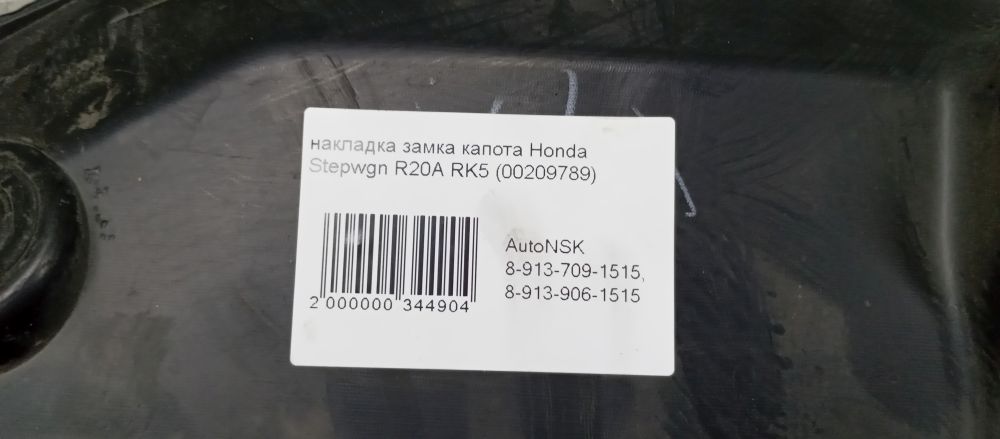 накладка замка капота Honda
Stepwgn R20A RK5 (00209789)
AutoNSK
8-913-709-1515,
8-913-906-1515
2 000000 344904